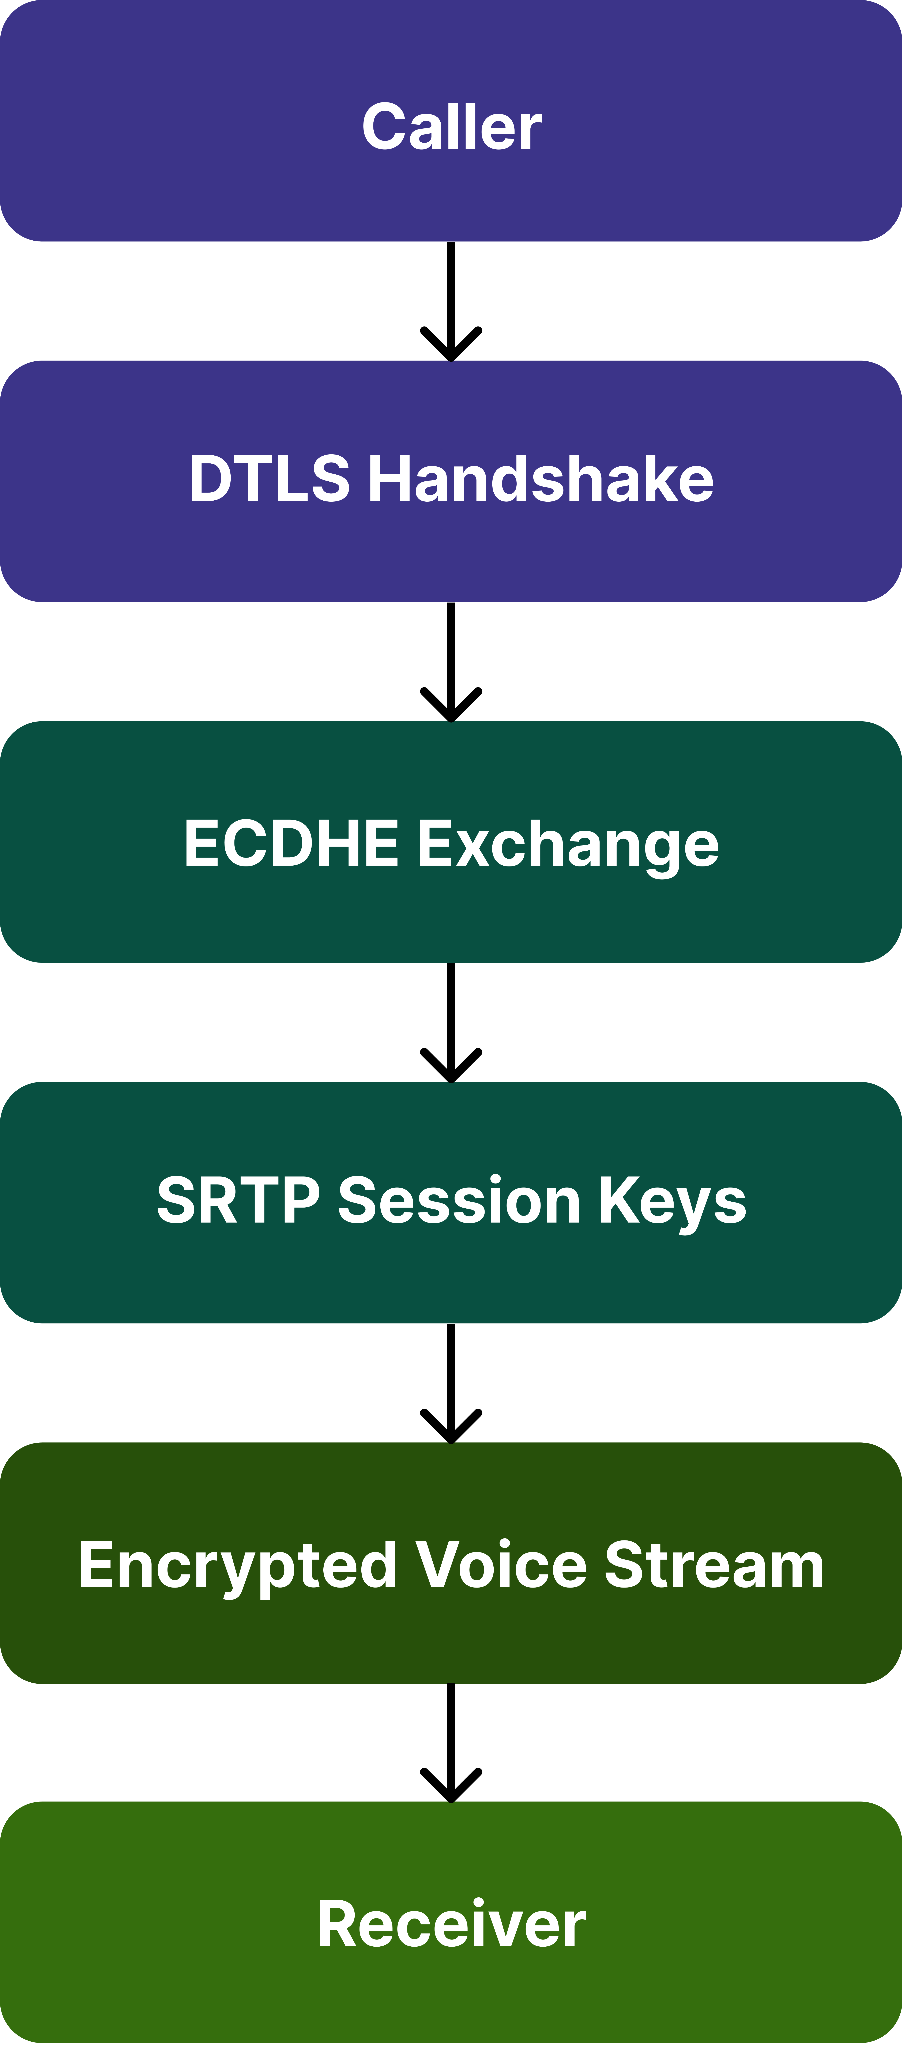 Caller
DTLS Handshake
ECDHE Exchange
SRTP Session Keys
Encrypted Voice Stream
Receiver